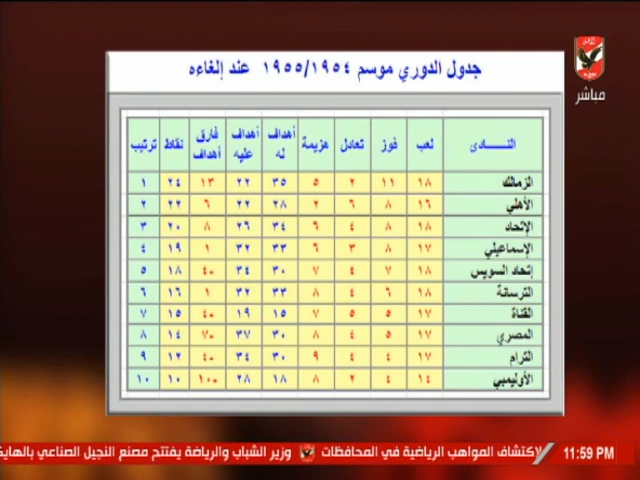 جدول الدوري موسم ١٩٥٥/١٩٥٤ عند إلغاءه
مباشر
النـــادى لعب فوز تعادل هزيمة أهداف له أهداف عليه فارق أهداف نقاط ترتيب
الزمالك ١٨ ١١ ٢ ٥ ٣٥ ٢٢ ١٣ ٢٤ ١
الأهلي ١٦ ٨ ٦ ٢ ٢٨ ٢٢ ٦ ٢٢ ٢
الإتحاد ١٨ ٨ ٤ ٦ ٣٤ ٢٦ ٨ ٢٠ ٣
الإسماعيلي ١٧ ٨ ٣ ٦ ٣٣ ٣٢ ١ ١٩ ٤
إتحاد السويس ١٨ ٧ ٤ ٧ ٣٠ ٣٤ ٤- ١٨ ٥
الترسانة ١٨ ٦ ٤ ٨ ٣٣ ٣٢ ١ ١٦ ٦
القناة ١٧ ٥ ٥ ٧ ١٥ ١٩ ٤- ١٥ ٧
المصري ١٧ ٥ ٤ ٨ ٣٠ ٣٧ ٧- ١٤ ٨
الترام ١٧ ٤ ٤ ٩ ٣٠ ٣٤ ٤- ١٢ ٩
الأوليمبي ١٤ ٤ ٢ ٨ ١٨ ٢٨ ١٠- ١٠ ١٠
11:59 PM لإكتشاف المواهب الرياضية في المحافظات وزير الشباب والرياضة يفتتح مصنع النجيل الصناعي بالهايك